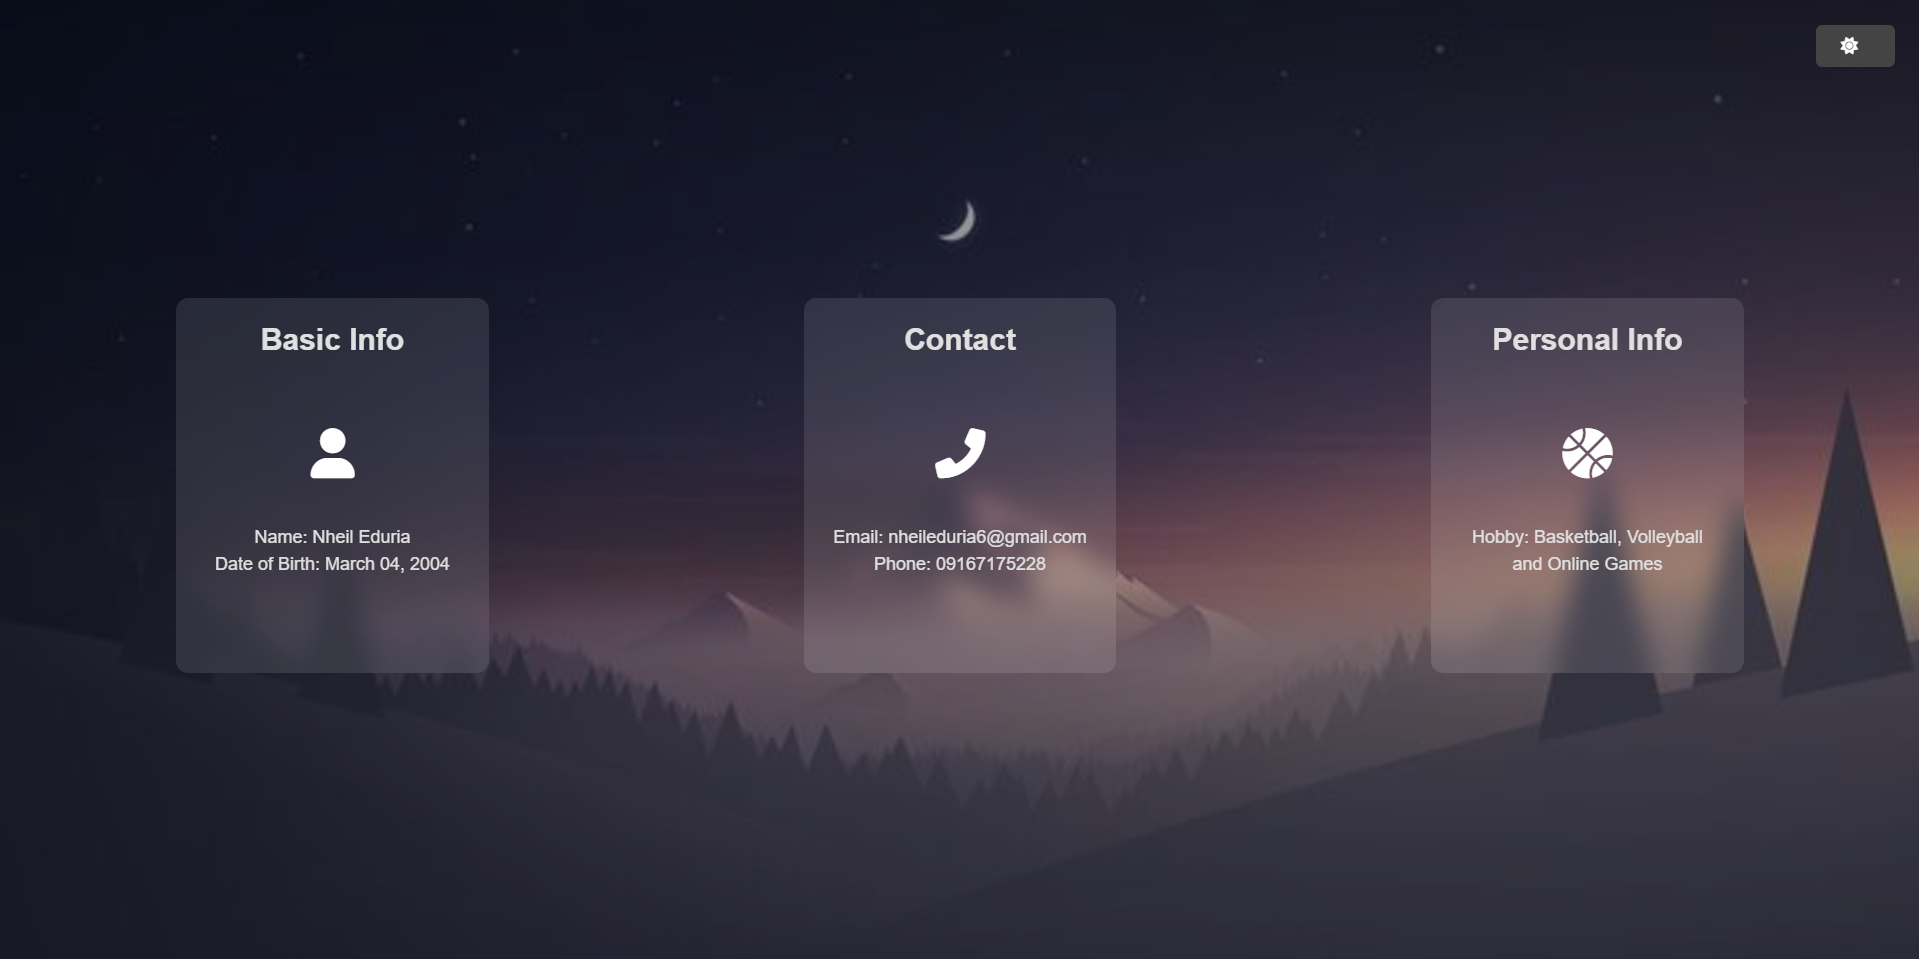 Basic Info
Name: Nheil Eduria
Date of Birth: March 04, 2004
Contact
Email: nheileduria6@gmail.com
Phone: 09167175228
Personal Info
Hobby: Basketball, Volleyball
and Online Games